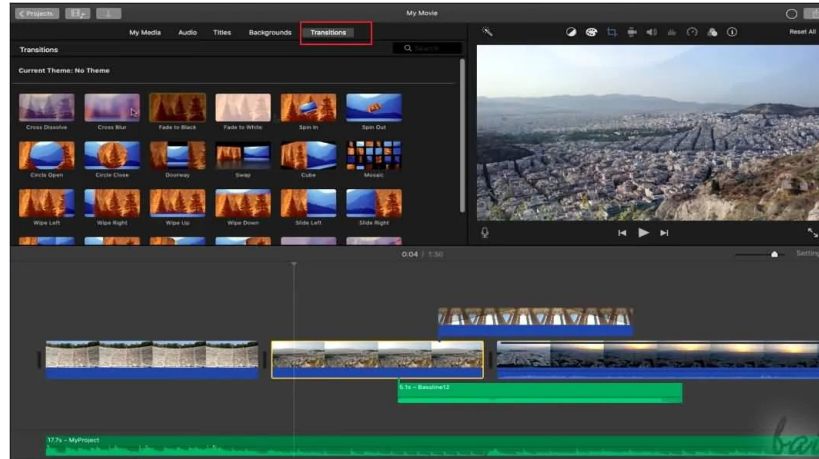 Projects
My Movie
My Media Audio Titles Backgrounds Transitions
Reset All
Transitions
Search
Current Theme: No Theme
Cross Dissolve Cross Blur Fade to Black Fade to White Spin In Spin Out
Circle Open Circle Close Doorway Swap Cube Mosaic
Wipe Left Wipe Right Wipe Up Wipe Down Slide Left Slide Right
0:04 / 1:30
5.1s – Bassline12
17.7s – MyProject